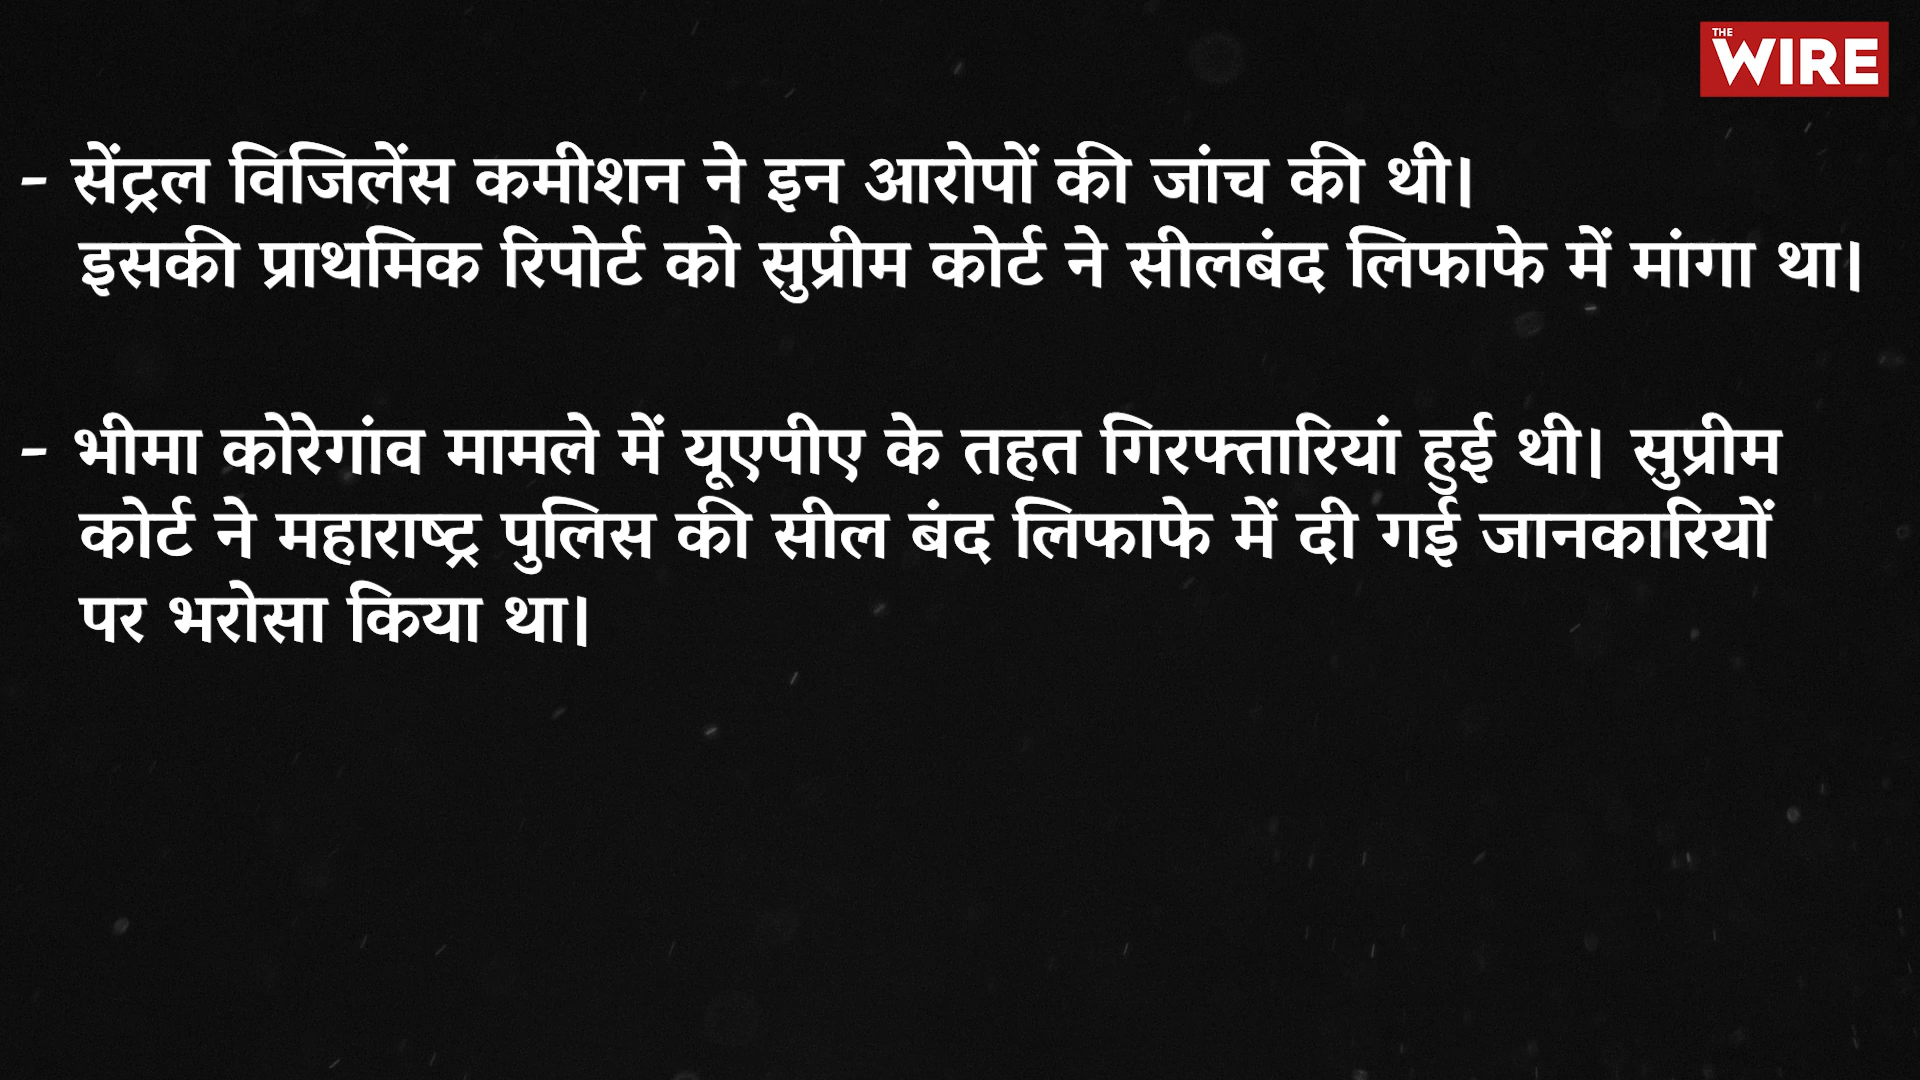 THE
WIRE
- सेंट्रल विजिलेंस कमीशन ने इन आरोपों की जांच की थी।
इसकी प्राथमिक रिपोर्ट को सुप्रीम कोर्ट ने सीलबंद लिफाफे में मांगा था।
- भीमा कोरेगांव मामले में यूएपीए के तहत गिरफ्तारियां हुई थी। सुप्रीम
कोर्ट ने महाराष्ट्र पुलिस की सील बंद लिफाफे में दी गई जानकारियों
पर भरोसा किया था।